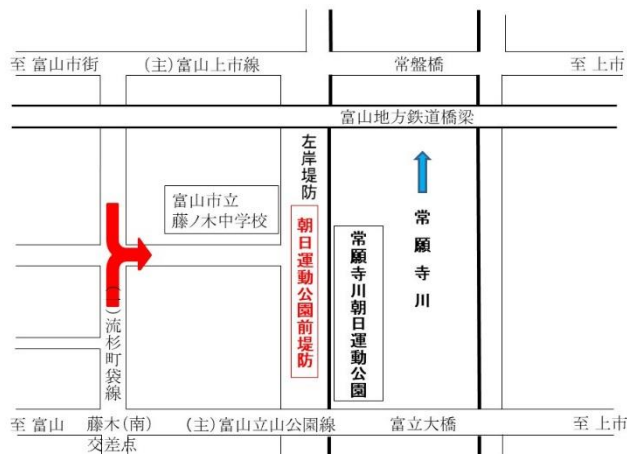 至 富山市街
(主)富山上市線
常盤橋
至 上市
富山地方鉄道橋梁
左岸堤防
富山市立
藤ノ木中学校
朝日運動公園前堤防
常願寺川朝日運動公園
常願寺川
(一)流杉町袋線
至 富山
藤木(南)
交差点
(主)富山立山公園線
富立大橋
至 上市